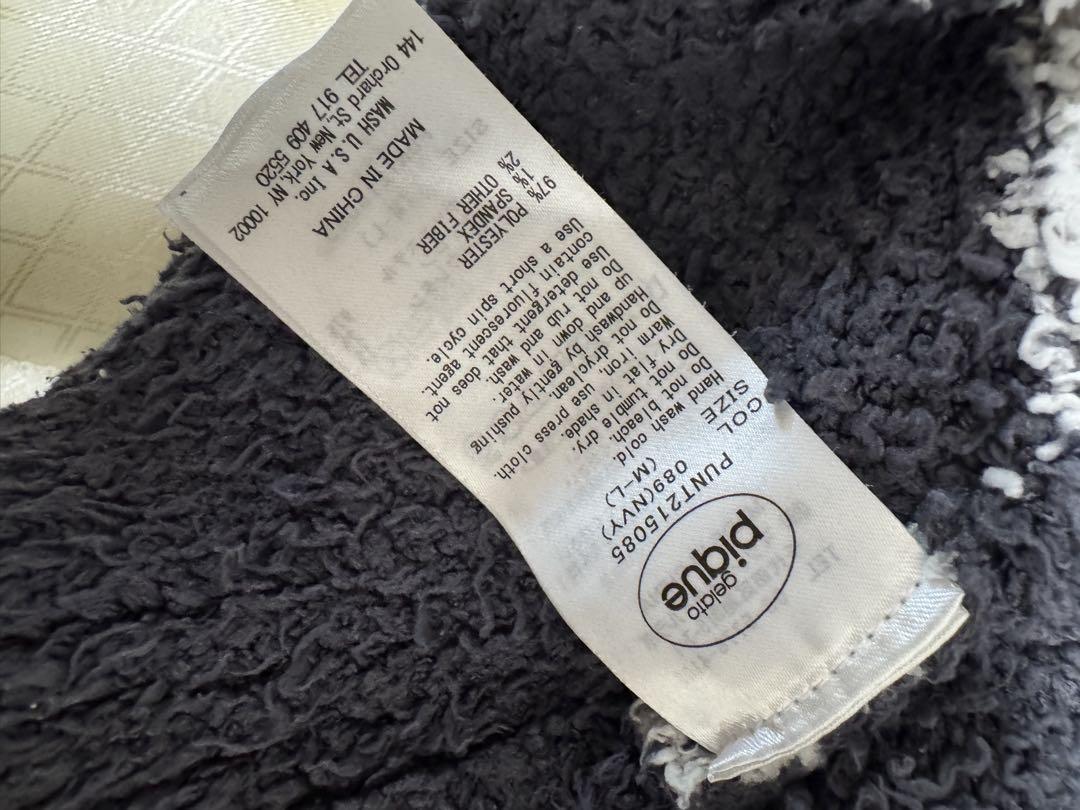 gelato
pique
PUNT215085
COL 089(NVY)
SIZE (M-L)
Hand wash cold.
Do not bleach.
Do not tumble dry.
Dry flat in shade.
Warm iron, use press cloth.
Do not dryclean.
Handwash by gently pushing
up and down in water.
Do not rub and wash.
Use detergent that does not
contain fluorescent agent.
Use a short spin cycle.
97% POLYESTER
1% SPANDEX
2% OTHER FIBER
MADE IN CHINA
MASH U.S.A Inc.
144 Orchard St, New York, NY 10002
TEL 917 409 5520